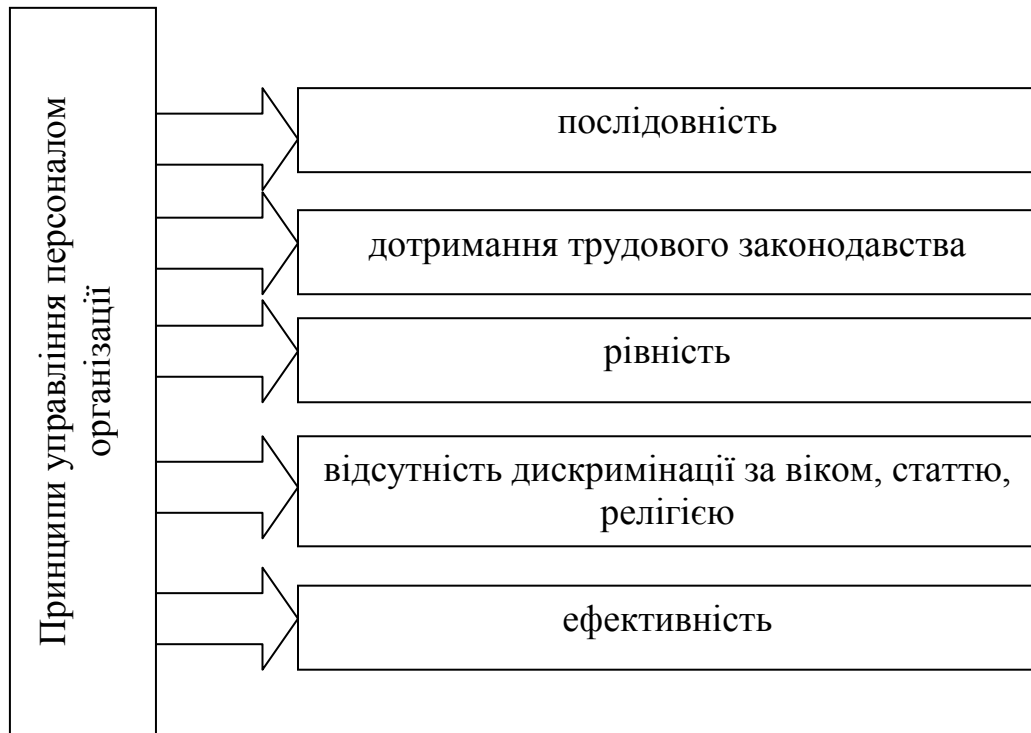 Принципи управління персоналом
організації
послідовність
дотримання трудового законодавства
рівність
відсутність дискримінації за віком, статтю,
релігією
ефективність